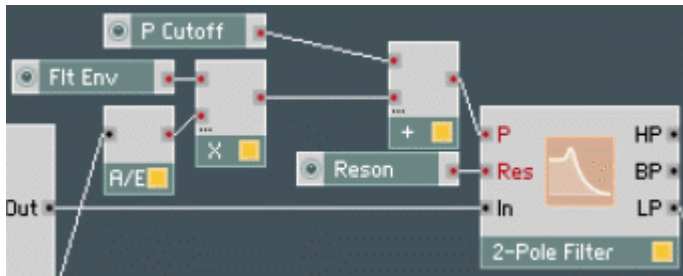 P Cutoff
Flt Env
X
+
A/E
Reson
P
Res
In
HP
BP
LP
Out
2-Pole Filter